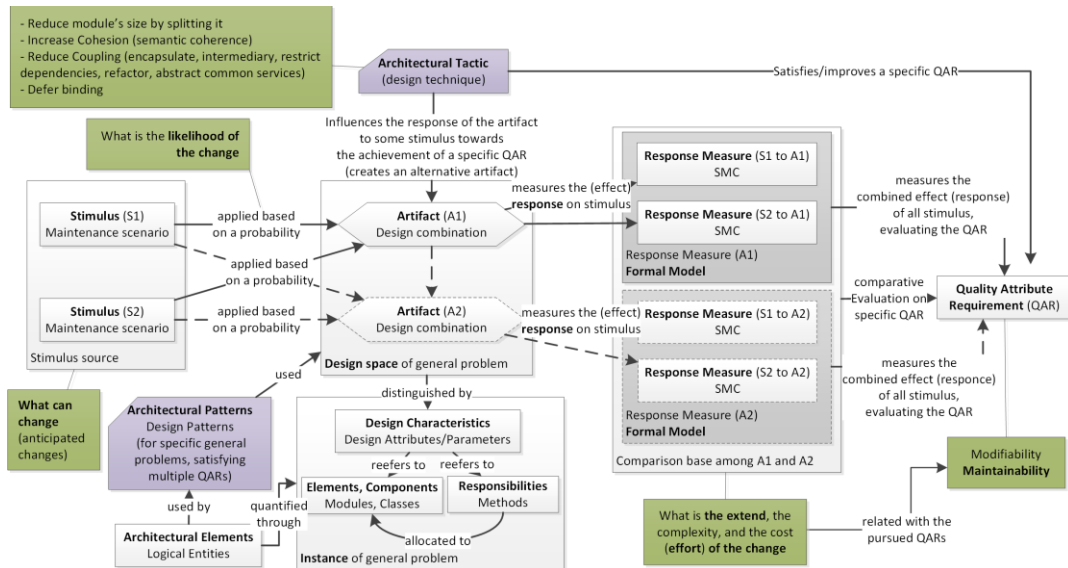 - Reduce module's size by splitting it
- Increase Cohesion (semantic coherence)
- Reduce Coupling (encapsulate, intermediary, restrict
dependencies, refactor, abstract common services)
- Defer binding
Architectural Tactic
(design technique)
Satisfies/improves a specific QAR
What is the likelihood of
the change
Influences the response of the artifact
to some stimulus towards
the achievement of a specific QAR
(creates an alternative artifact)
Stimulus (S1)
Maintenance scenario
applied based
on a probability
Artifact (A1)
Design combination
measures the (effect)
response on stimulus
Response Measure (S1 to A1)
SMC
Response Measure (S2 to A1)
SMC
Response Measure (A1)
Formal Model
measures the
combined effect (response)
of all stimulus,
evaluating the QAR
applied based
on a probability
Stimulus (S2)
Maintenance scenario
Stimulus source
applied based
on a probability
Artifact (A2)
Design combination
Design space of general problem
measures the (effect)
response on stimulus
Response Measure (S1 to A2)
SMC
Response Measure (S2 to A2)
SMC
Response Measure (A2)
Formal Model
Comparison base among A1 and A2
comparative
Evaluation on
specific QAR
Quality Attribute
Requirement (QAR)
measures the
combined effect (responce)
of all stimulus,
evaluating the QAR
used
What can
change
(anticipated
changes)
Architectural Patterns
Design Patterns
(for specific general
problems, satisfying
multiple QARs)
used by
Architectural Elements
Logical Entities
quantified
through
distinguished by
Design Characteristics
Design Attributes/Parameters
reefers to
reefers to
Elements, Components
Modules, Classes
Responsibilities
Methods
allocated to
Instance of general problem
What is the extend, the
complexity, and the cost
(effort) of the change
related with the
pursued QARs
Modifiability
Maintainability